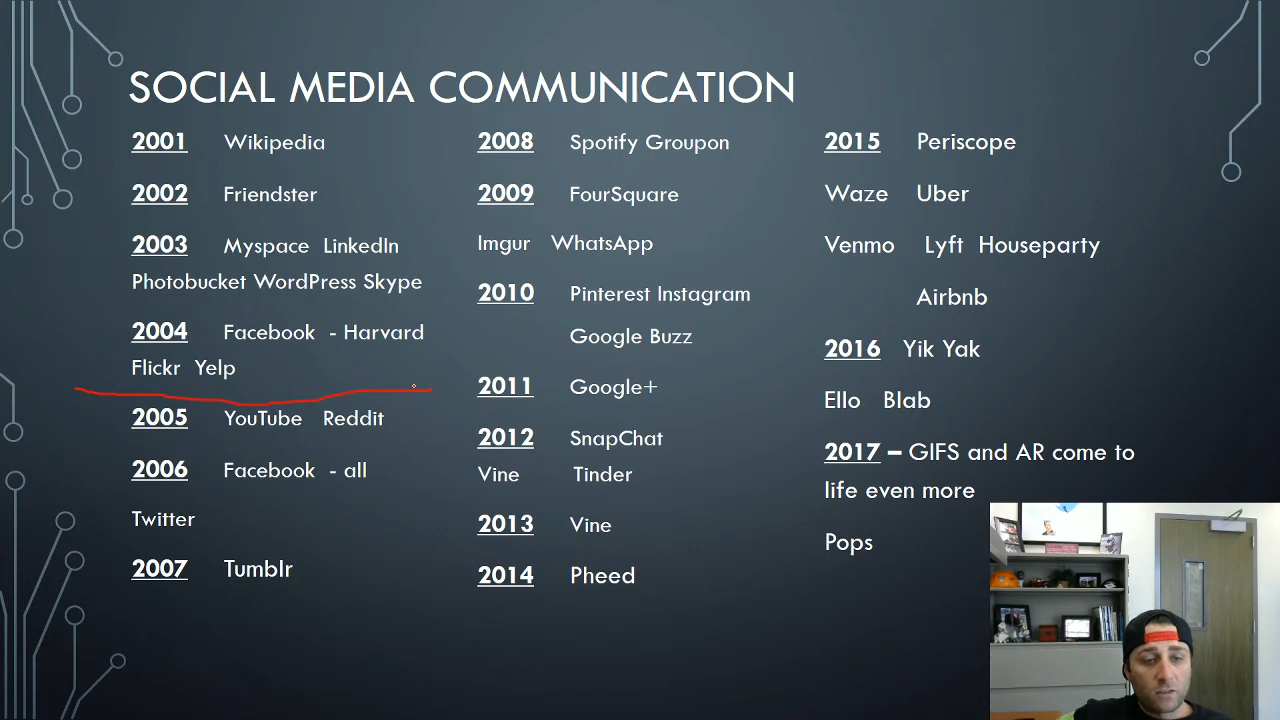 SOCIAL MEDIA COMMUNICATION
2001 Wikipedia
2002 Friendster
2003 Myspace LinkedIn
Photobucket WordPress Skype
2004 Facebook - Harvard
Flickr Yelp
2005 YouTube Reddit
2006 Facebook - all
Twitter
2007 Tumblr
2008 Spotify Groupon
2009 FourSquare
Imgur WhatsApp
2010 Pinterest Instagram
Google Buzz
2011 Google+
2012 SnapChat
Vine Tinder
2013 Vine
2014 Pheed
2015 Periscope
Waze Uber
Venmo Lyft Houseparty
Airbnb
2016 Yik Yak
Ello Blab
2017 – GIFS and AR come to
life even more
Pops